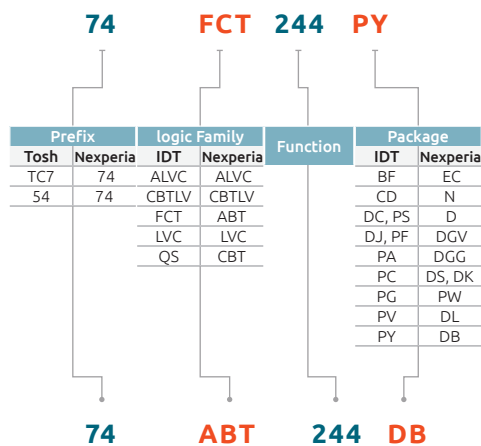 74 FCT 244 PY
Prefix logic Family Function Package
Tosh Nexperia IDT Nexperia IDT Nexperia
TC7 74 ALVC ALVC BF EC
54 74 CBTLV CBTLV CD N
FCT ABT DC, PS D
LVC LVC DJ, PF DGV
QS CBT PA DGG
PC DS, DK
PG PW
PV DL
PY DB
74 ABT 244 DB